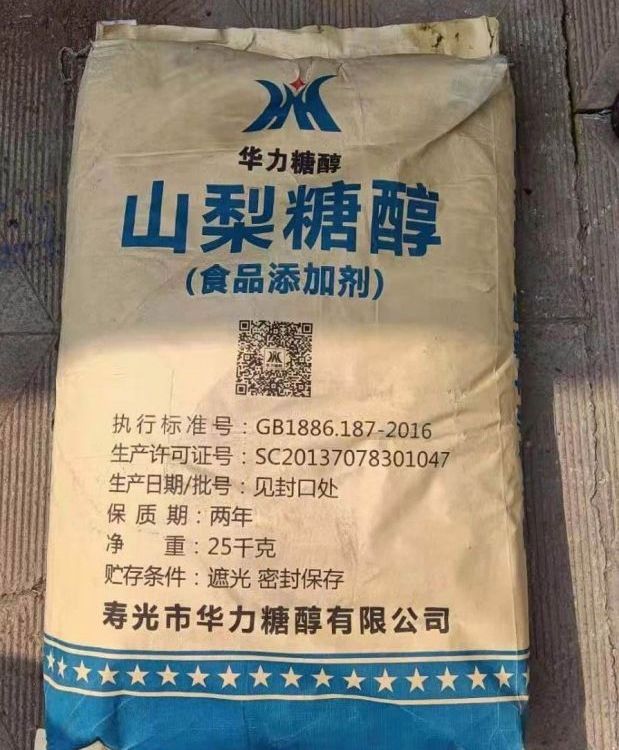 华力糖醇
山梨糖醇
(食品添加剂)
执行标准号：GB1886.187-2016
生产许可证号：SC20137078301047
生产日期/批号：见封口处
保质期：两年
净重：25千克
贮存条件：遮光 密封保存
寿光市华力糖醇有限公司